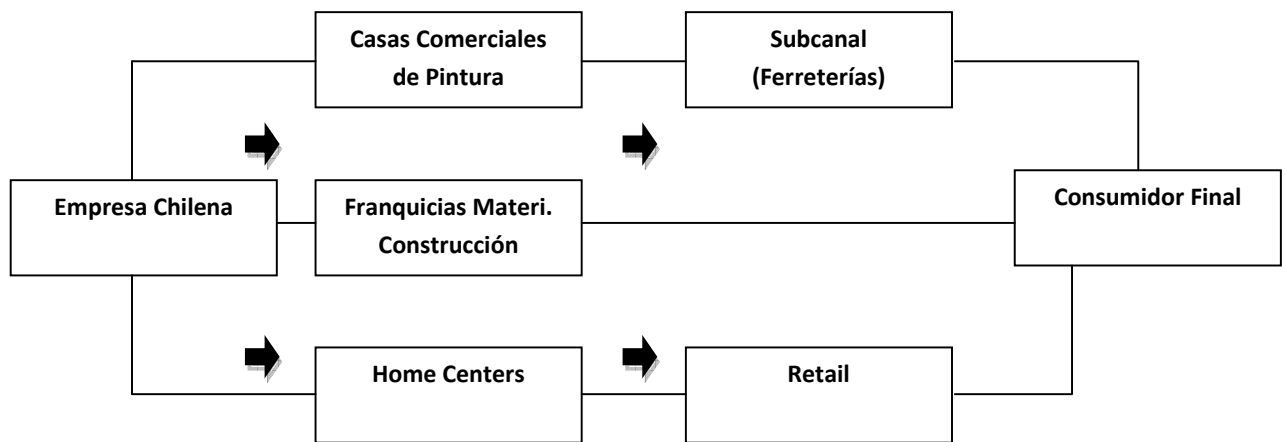 Casas Comerciales
de Pintura
Subcanal
(Ferreterías)
Empresa Chilena
Franquicias Materi.
Construcción
Consumidor Final
Home Centers
Retail